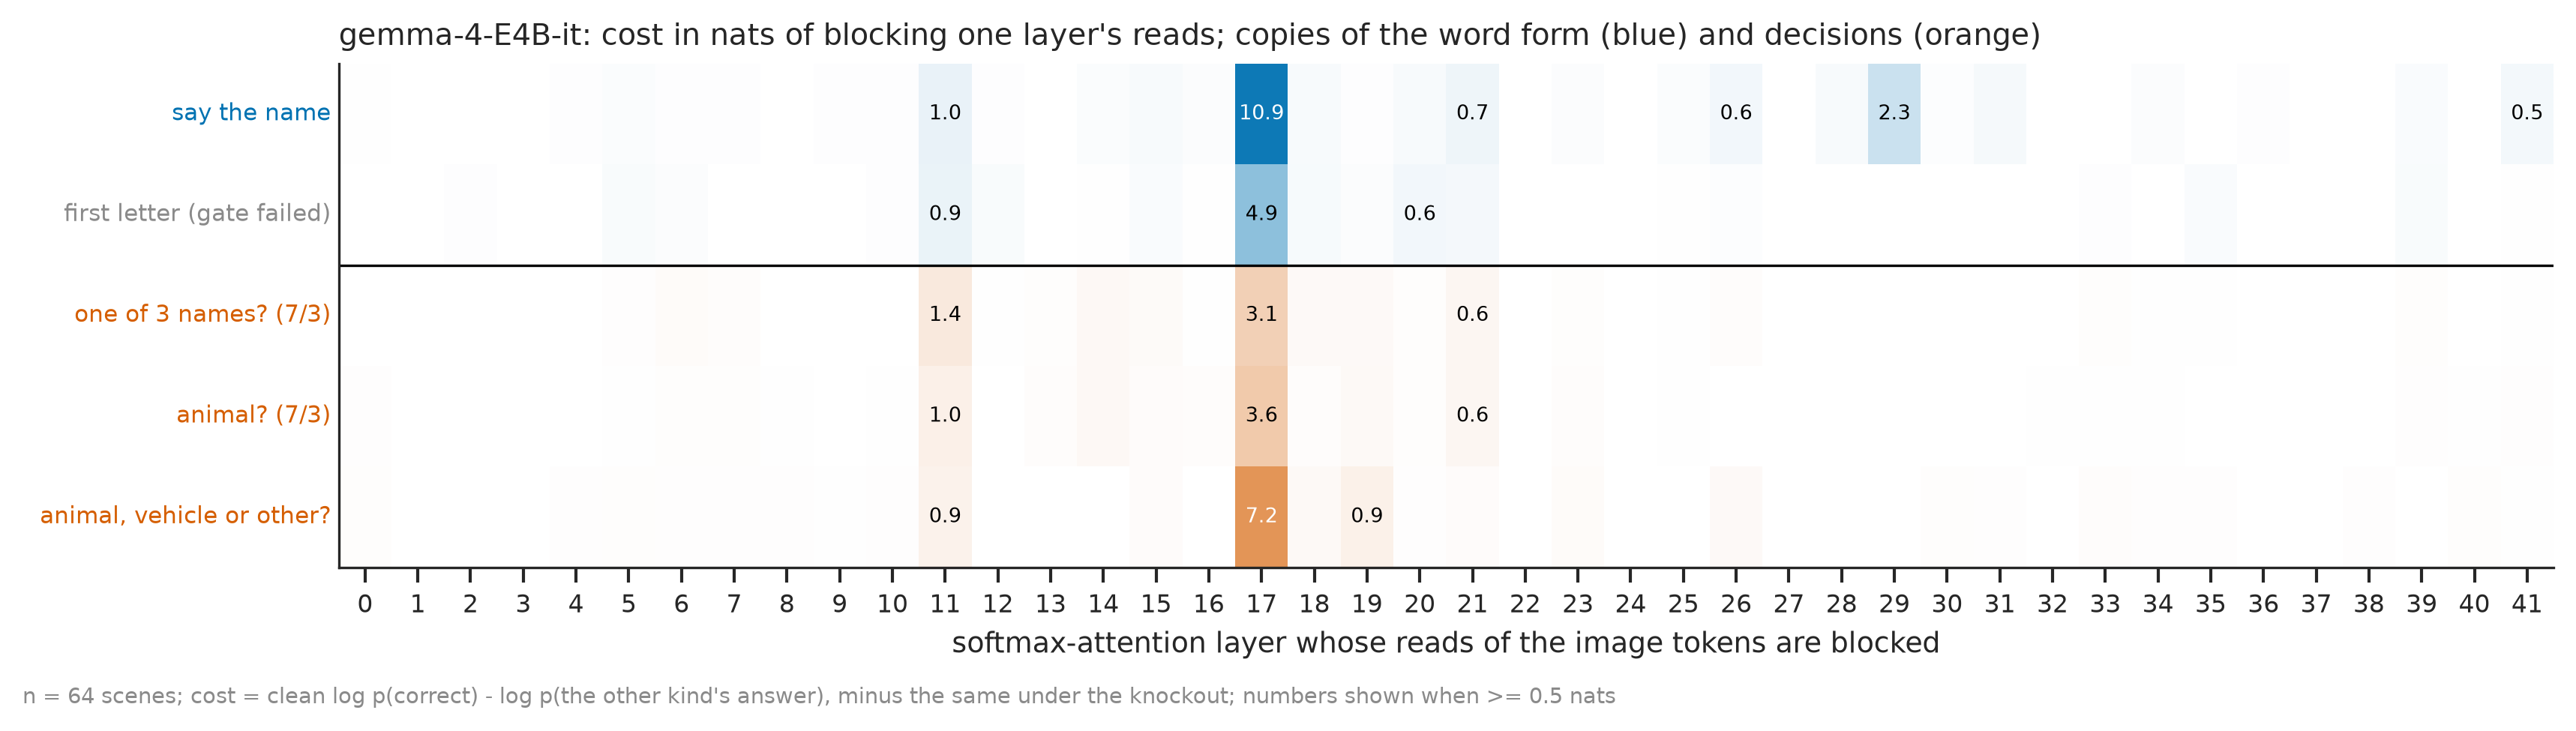 gemma-4-E4B-it: cost in nats of blocking one layer's reads; copies of the word form (blue) and decisions (orange)
say the name 1.0 10.9 0.7 0.6 2.3 0.5
first letter (gate failed) 0.9 4.9 0.6
one of 3 names? (7/3) 1.4 3.1 0.6
animal? (7/3) 1.0 3.6 0.6
animal, vehicle or other? 0.9 7.2 0.9
0 1 2 3 4 5 6 7 8 9 10 11 12 13 14 15 16 17 18 19 20 21 22 23 24 25 26 27 28 29 30 31 32 33 34 35 36 37 38 39 40 41
softmax-attention layer whose reads of the image tokens are blocked
n = 64 scenes; cost = clean log p(correct) - log p(the other kind's answer), minus the same under the knockout; numbers shown when >= 0.5 nats